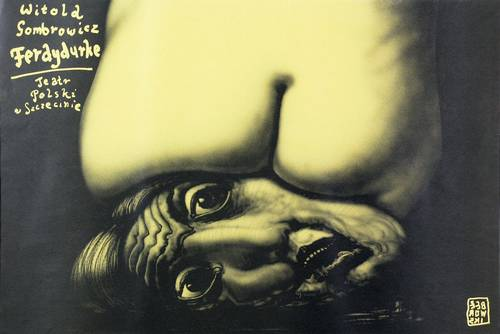 Witold
Gombrowicz
Ferdydurke
Teatr
Polski
w Szczecinie